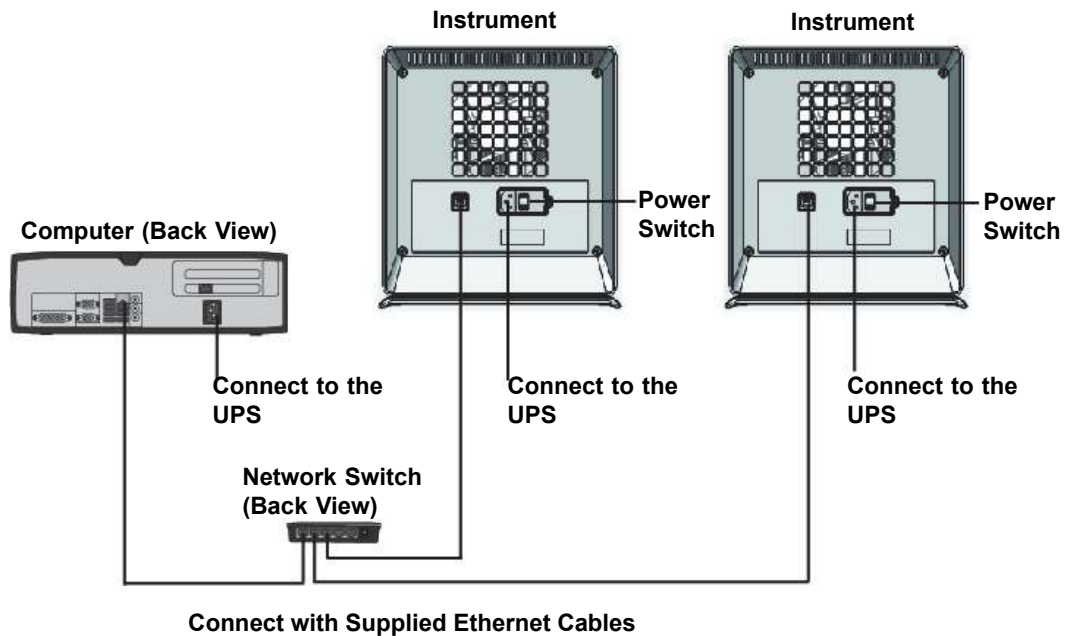 Instrument
Instrument
Power
Switch
Power
Switch
Computer (Back View)
Connect to the
UPS
Connect to the
UPS
Connect to the
UPS
Network Switch
(Back View)
Connect with Supplied Ethernet Cables